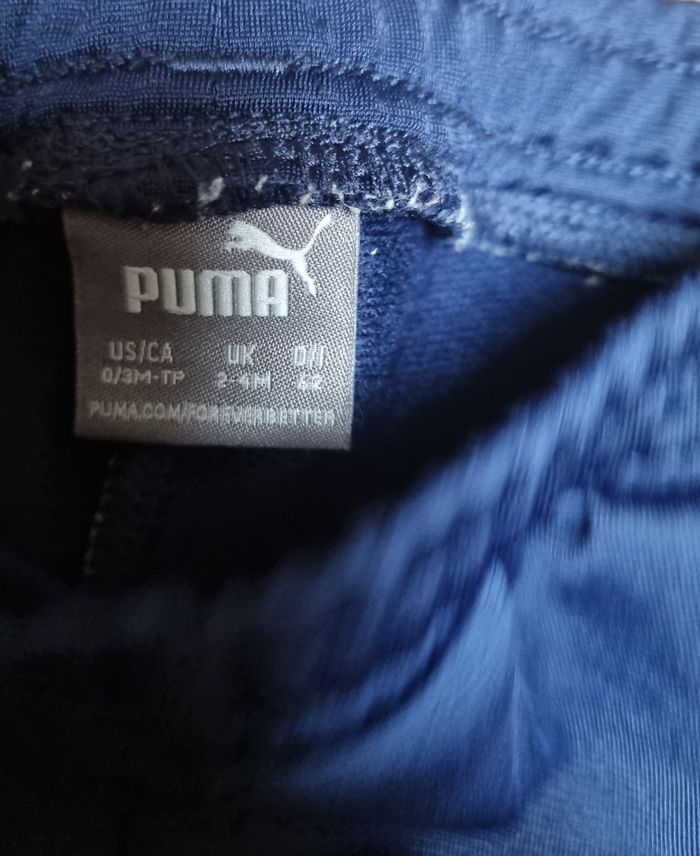 PUMA
US/CA UK D/I
0/3M-TP 2-4M 62
PUMA.COM/FOREVERBETTER